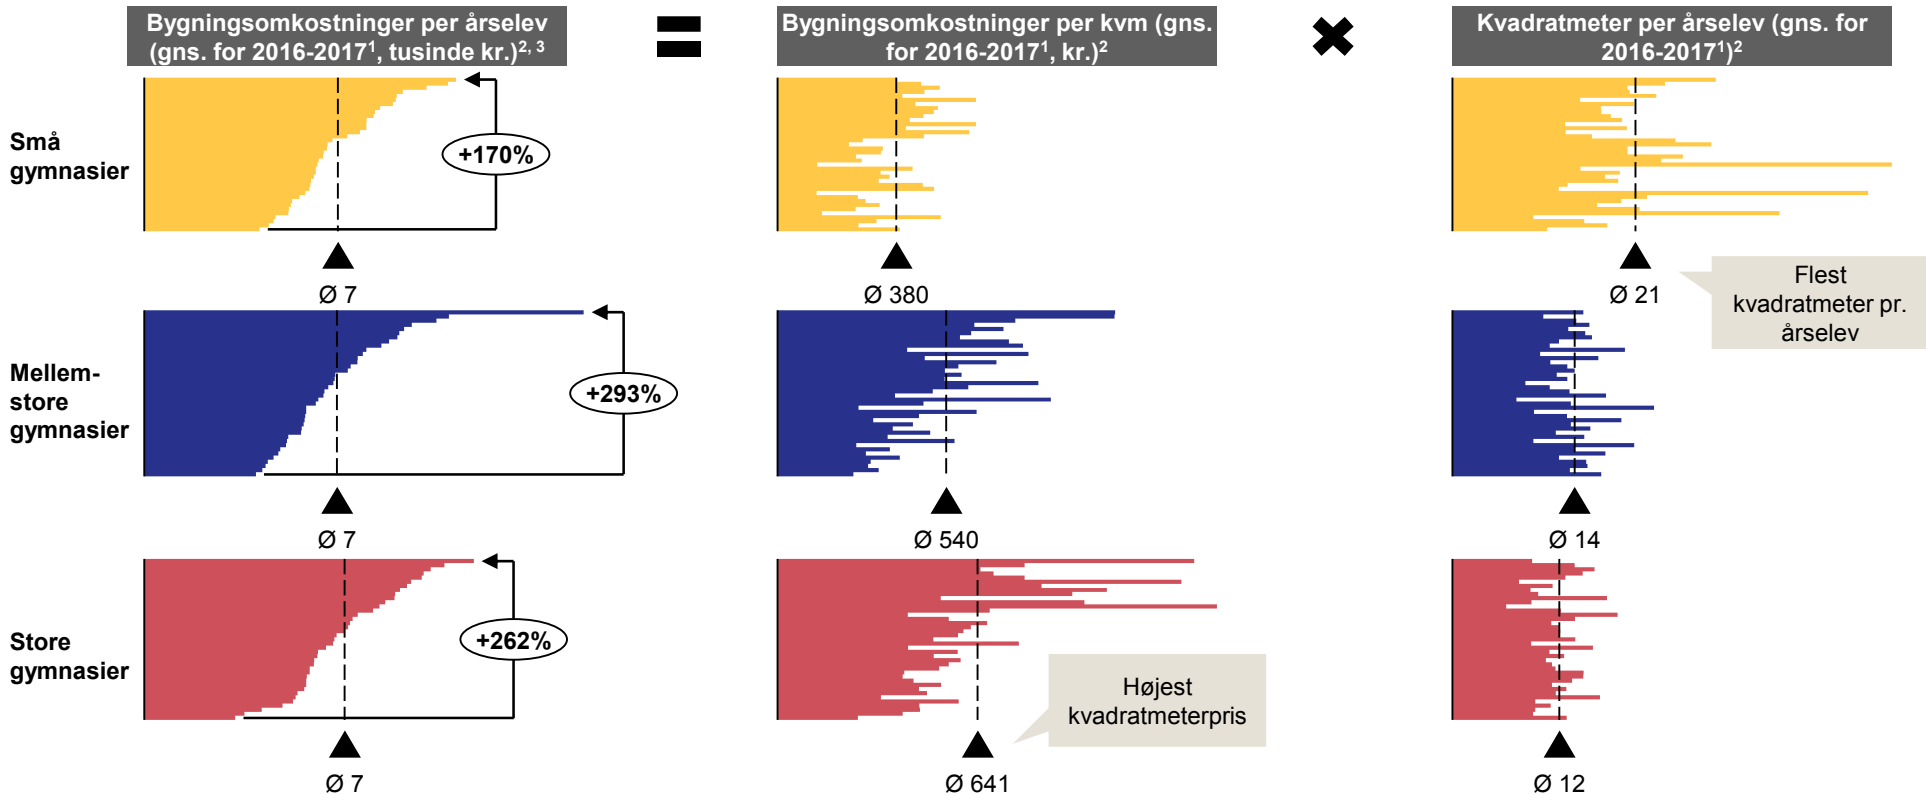 Bygningsomkostninger per årselev
(gns. for 2016-2017¹, tusinde kr.)²˒ ³
Bygningsomkostninger per kvm (gns.
for 2016-2017¹, kr.)²
Kvadratmeter per årselev (gns. for
2016-2017¹)²
Små
gymnasier
+170%
Ø 7
Ø 380
Ø 21
Flest
kvadratmeter pr.
årselev
Mellem-
store
gymnasier
+293%
Ø 7
Ø 540
Ø 14
Store
gymnasier
+262%
Højest
kvadratmeterpris
Ø 7
Ø 641
Ø 12